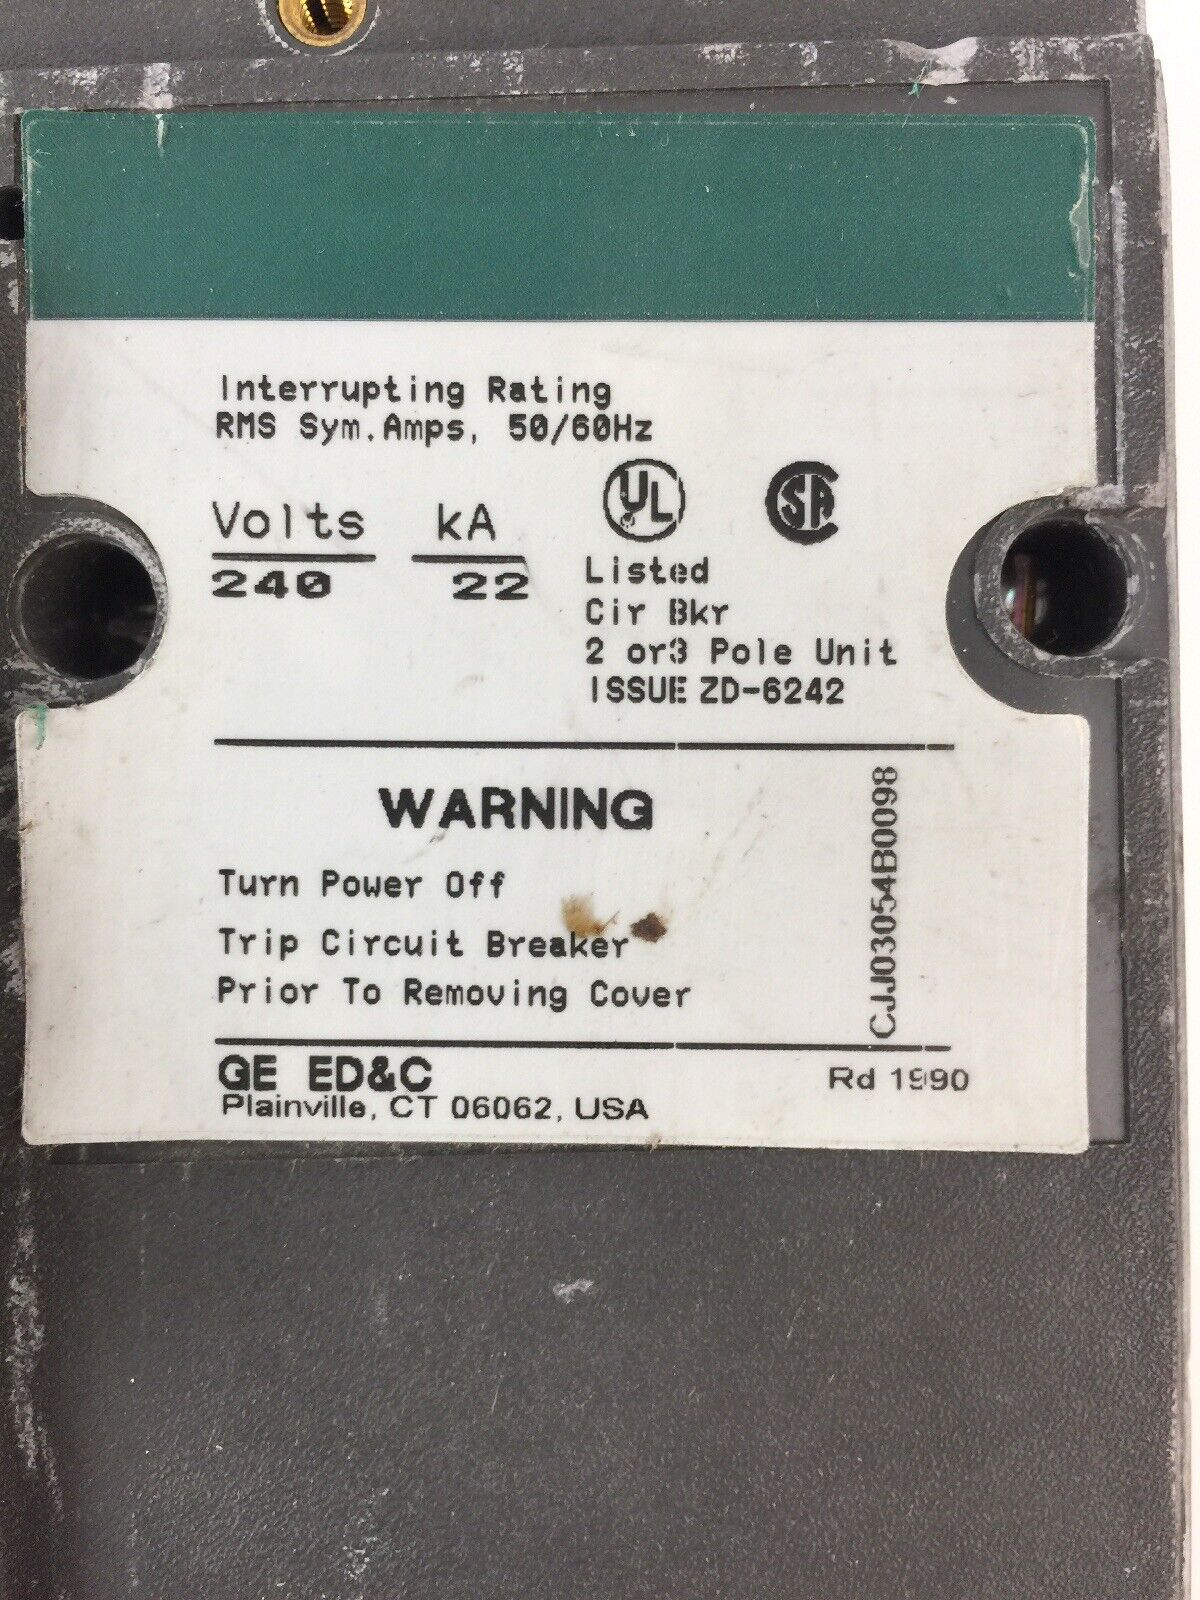 Interrupting Rating
RMS Sym.Amps, 50/60Hz
Volts kA
240 22
UL SA
Listed
Cir Bkr
2 or3 Pole Unit
ISSUE ZD-6242
WARNING
Turn Power Off
Trip Circuit Breaker
Prior To Removing Cover
CJJ03054B0098
GE ED&C
Plainville, CT 06062, USA
Rd 1990